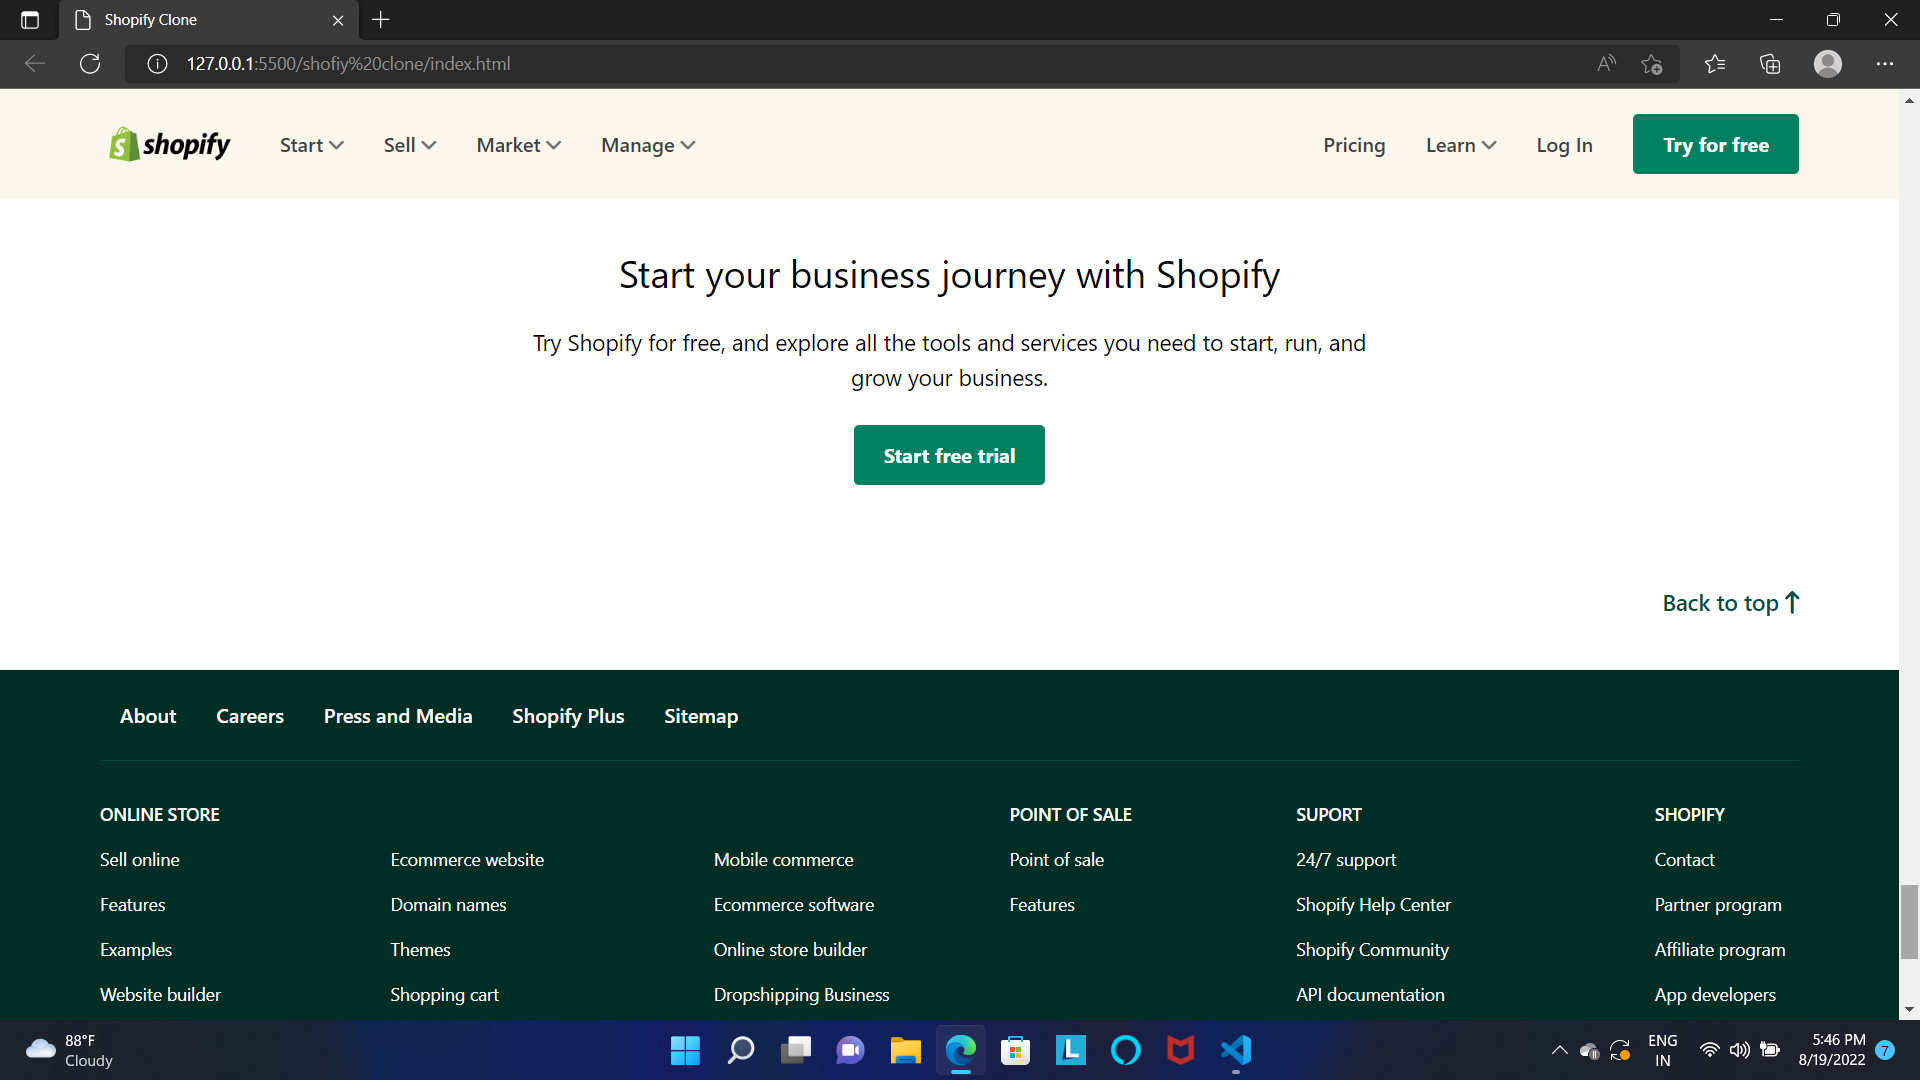 Shopify Clone
127.0.0.1:5500/shofiy%20clone/index.html
shopify Start Sell Market Manage Pricing Learn Log In Try for free
Start your business journey with Shopify
Try Shopify for free, and explore all the tools and services you need to start, run, and
grow your business.
Start free trial
Back to top
About Careers Press and Media Shopify Plus Sitemap
ONLINE STORE POINT OF SALE SUPORT SHOPIFY
Sell online Ecommerce website Mobile commerce Point of sale 24/7 support Contact
Features Domain names Ecommerce software Features Shopify Help Center Partner program
Examples Themes Online store builder Shopify Community Affiliate program
Website builder Shopping cart Dropshipping Business API documentation App developers
88°F
Cloudy
ENG
IN
5:46 PM
8/19/2022
7